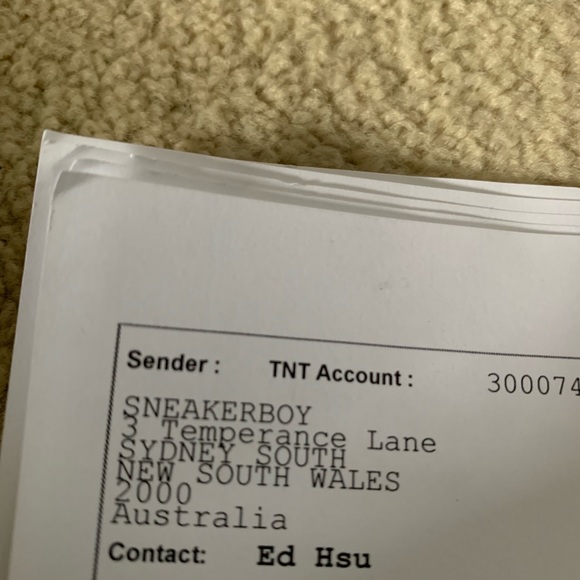 Sender : TNT Account : 300074
SNEAKERBOY
3 Temperance Lane
SYDNEY SOUTH
NEW SOUTH WALES
2000
Australia
Contact: Ed Hsu